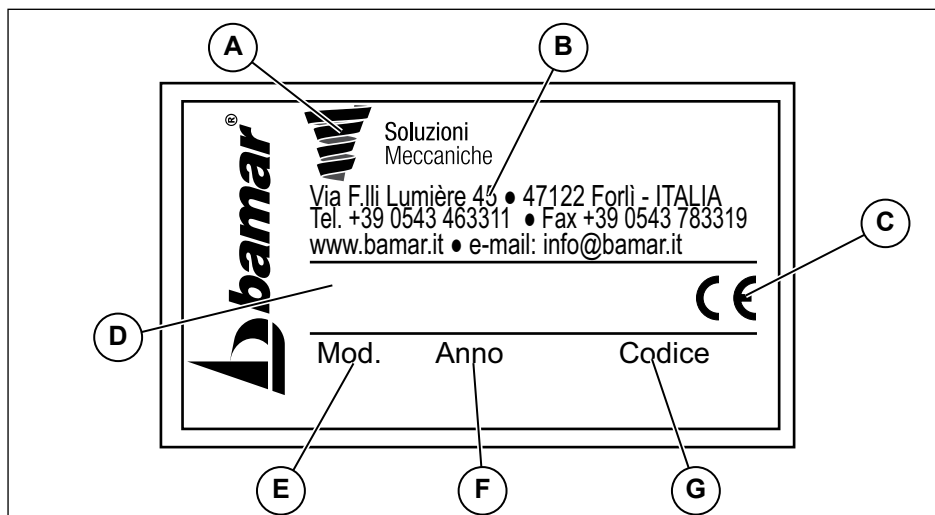 A
B
bamar®
Soluzioni
Meccaniche
Via F.lli Lumière 45 • 47122 Forlì - ITALIA
Tel. +39 0543 463311 • Fax +39 0543 783319
www.bamar.it • e-mail: info@bamar.it
C
CE
D
Mod. Anno Codice
E F G